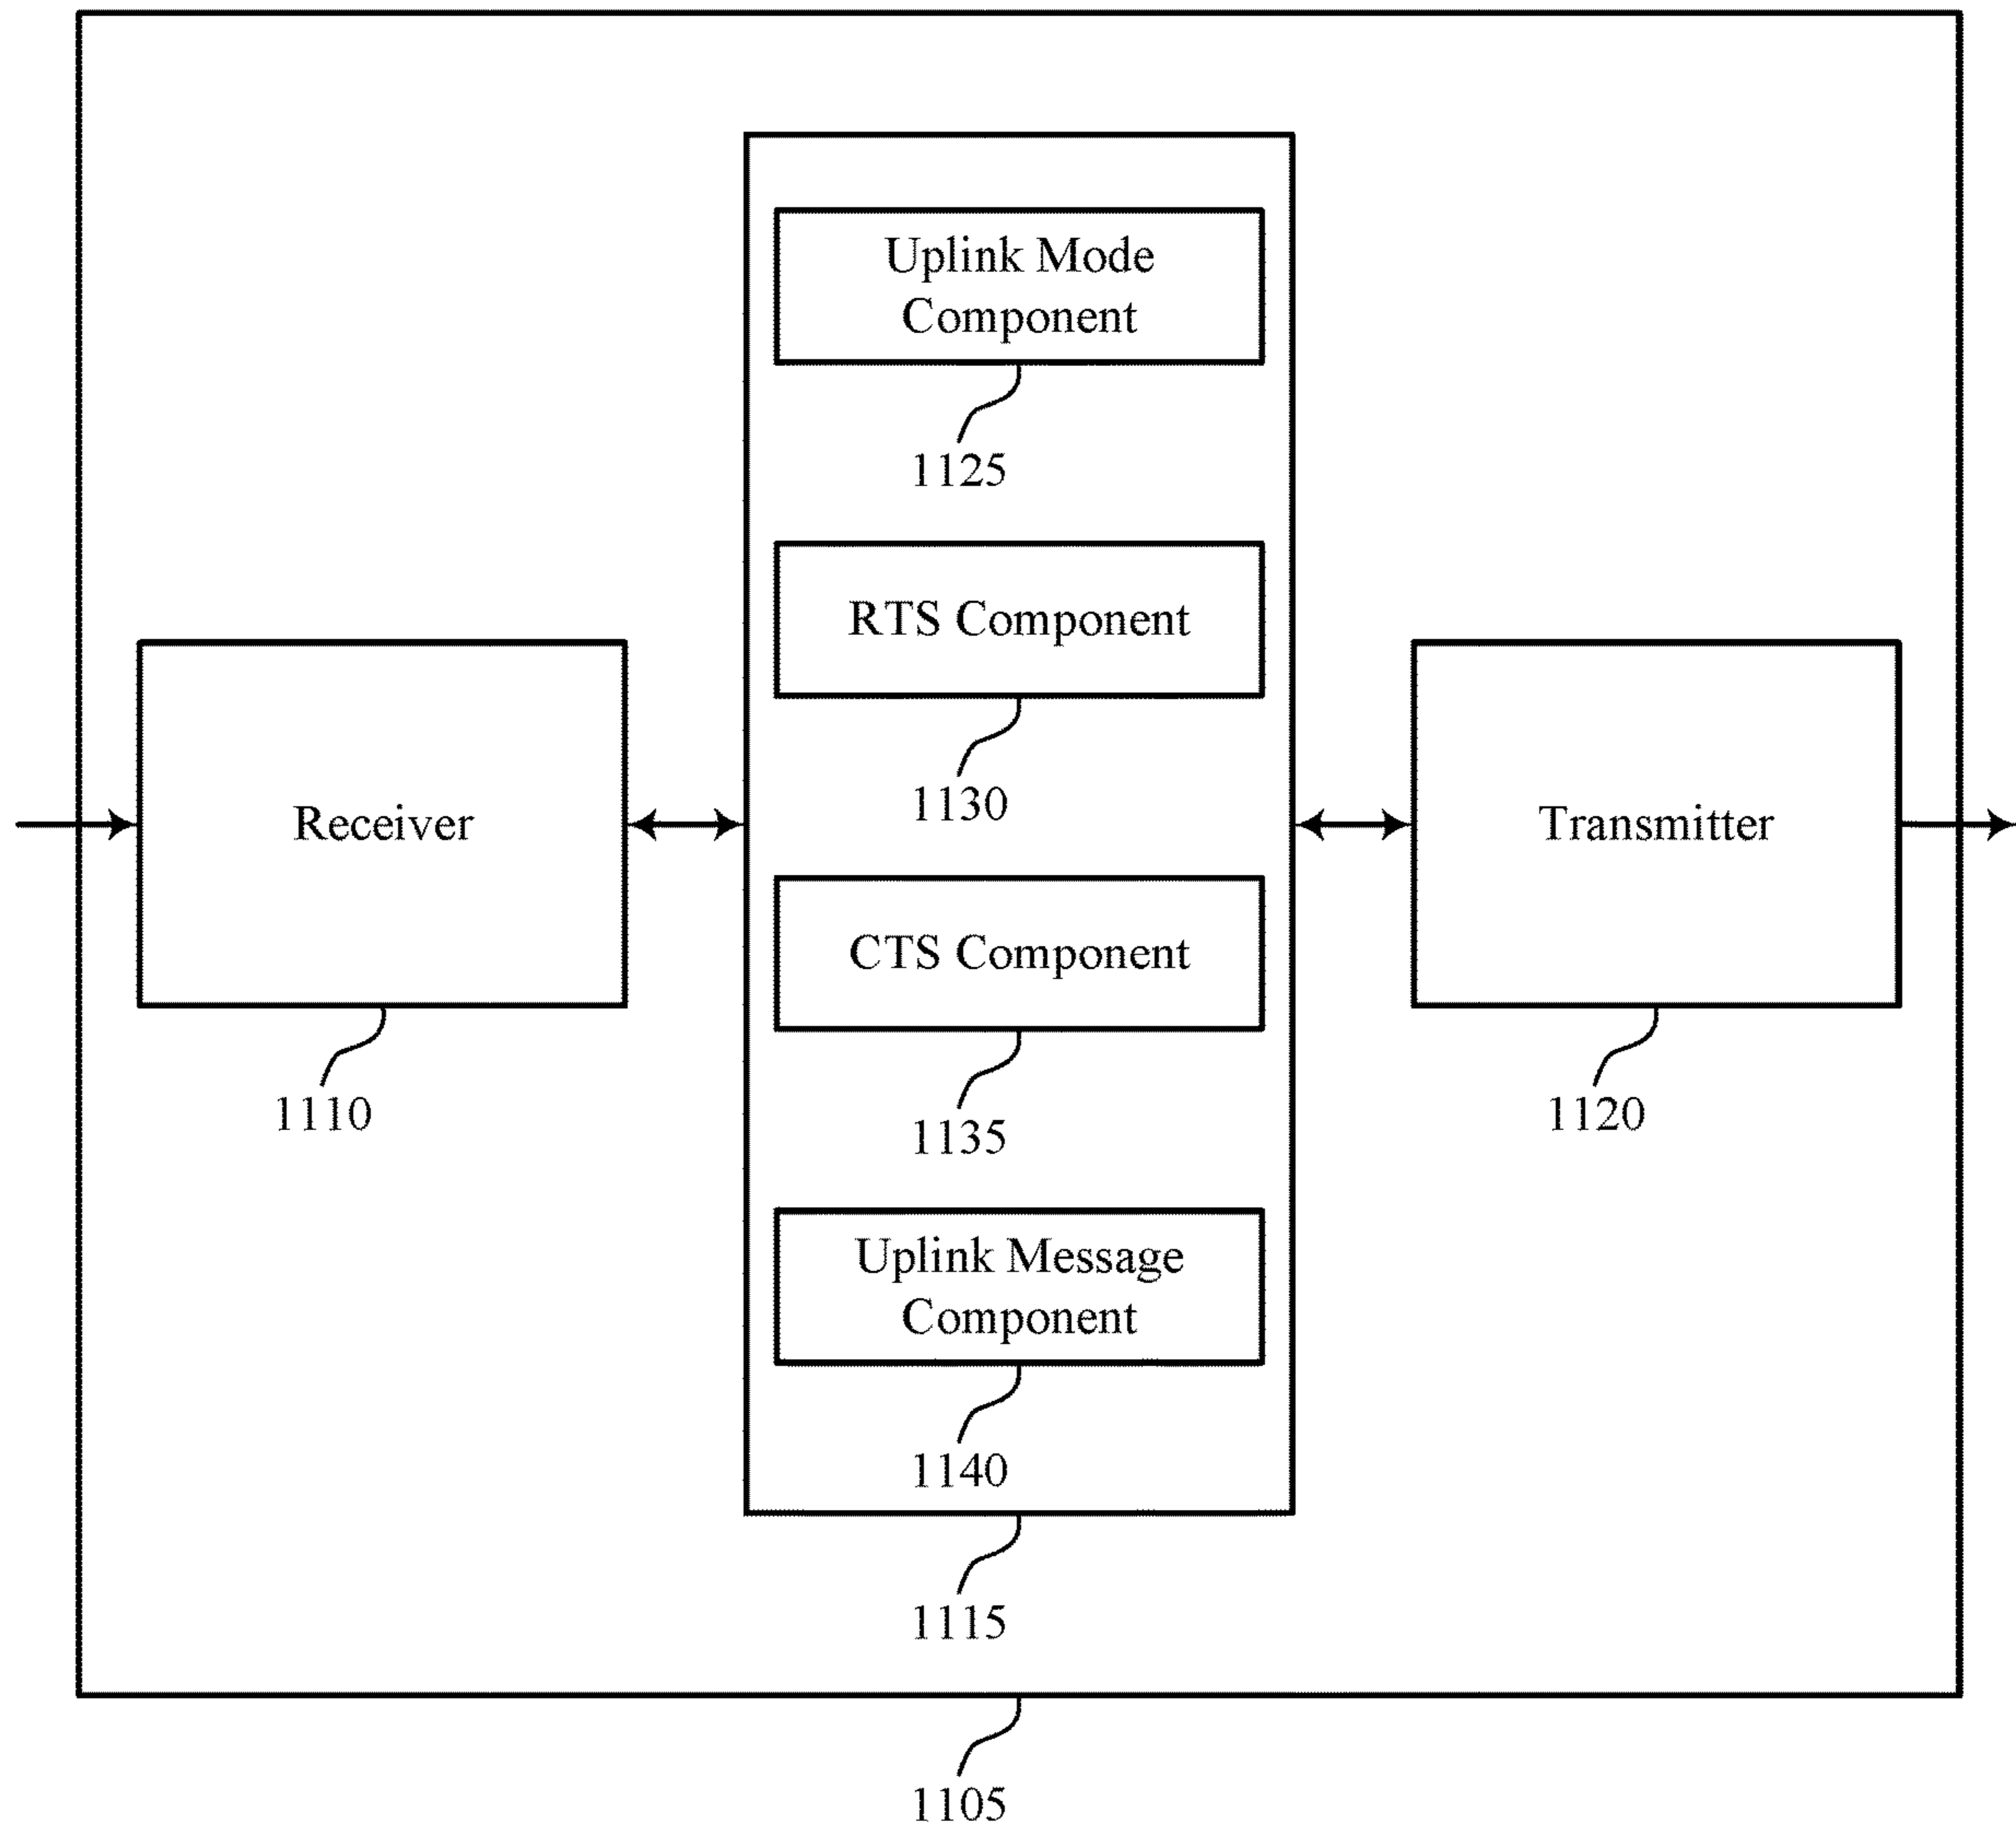 Uplink Mode
Component
1125
RTS Component
1130
Receiver
1110
CTS Component
1135
Transmitter
1120
Uplink Message
Component
1140
1115
1105